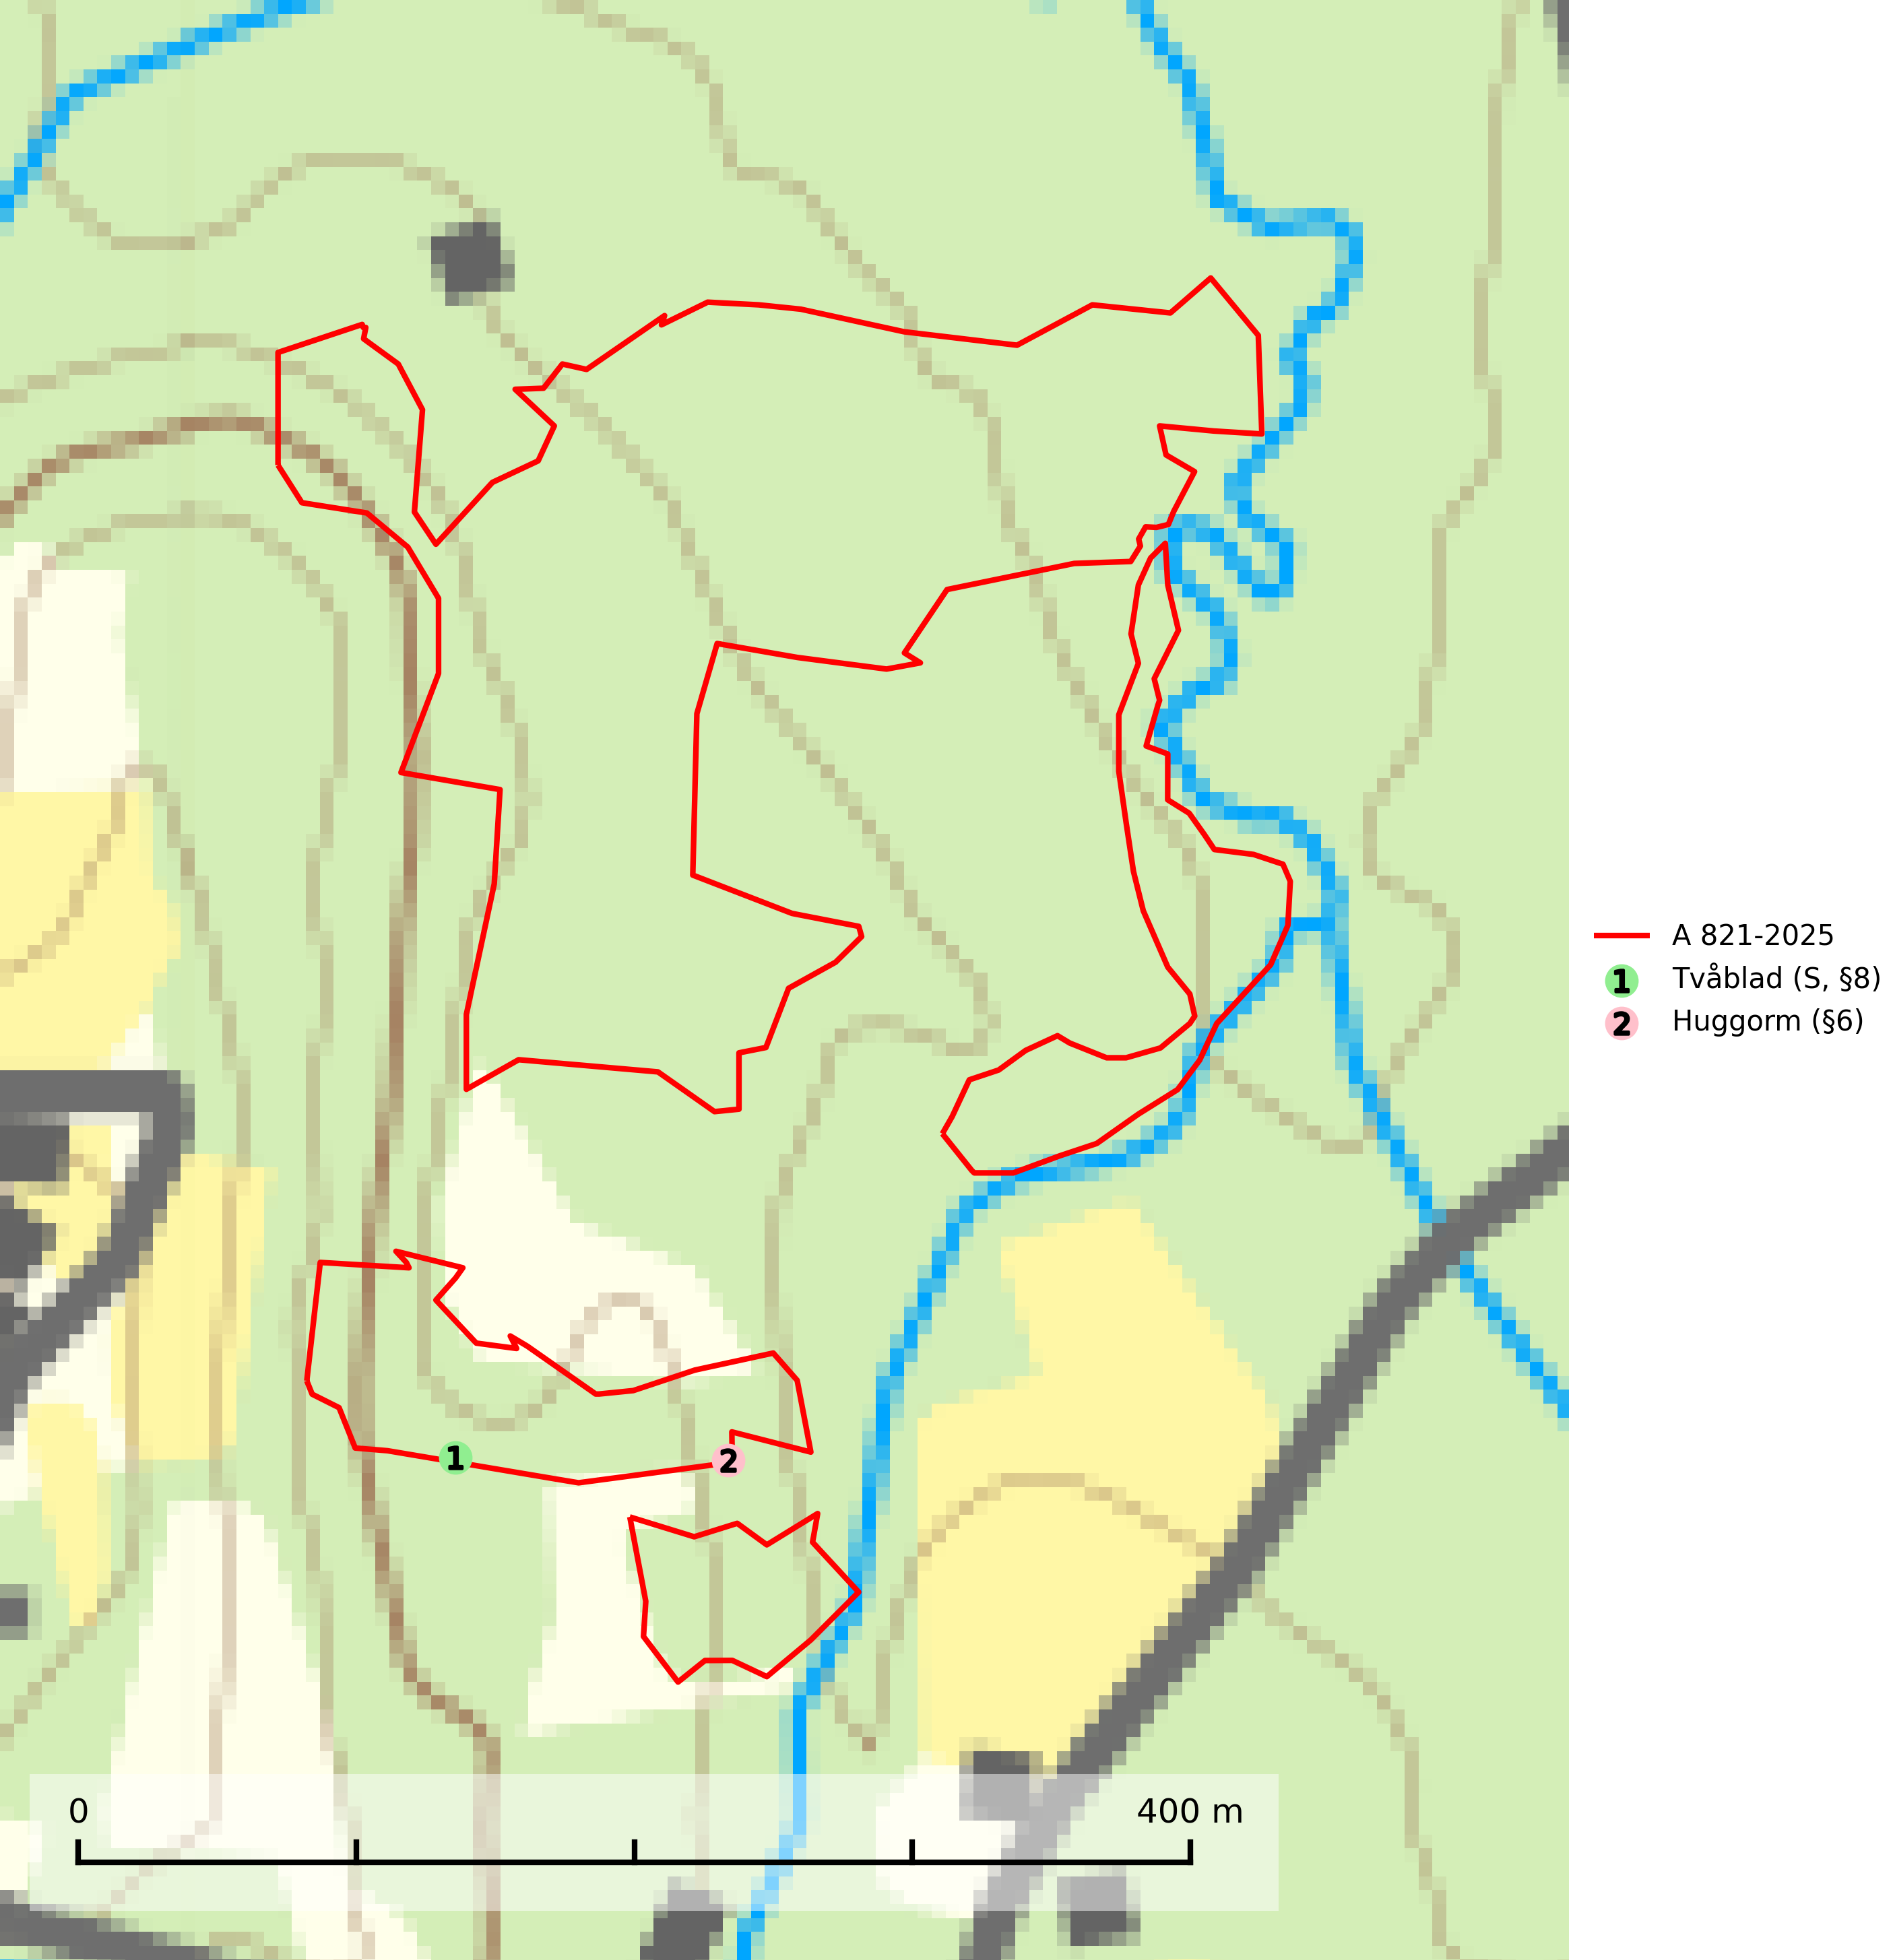 A 821-2025
1 Tvåblad (S, §8)
2 Huggorm (§6)
1
2
0 400 m